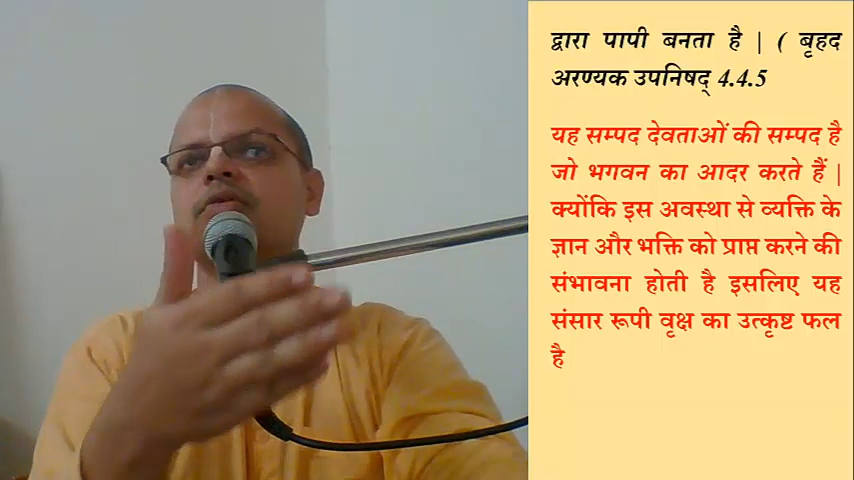 द्वारा पापी बनता है | ( बृहद
अरण्यक उपनिषद् 4.4.5
यह सम्पद देवताओं की सम्पद है
जो भगवन का आदर करते हैं |
क्योंकि इस अवस्था से व्यक्ति के
ज्ञान और भक्ति को प्राप्त करने की
संभावना होती है इसलिए यह
संसार रूपी वृक्ष का उत्कृष्ट फल
है